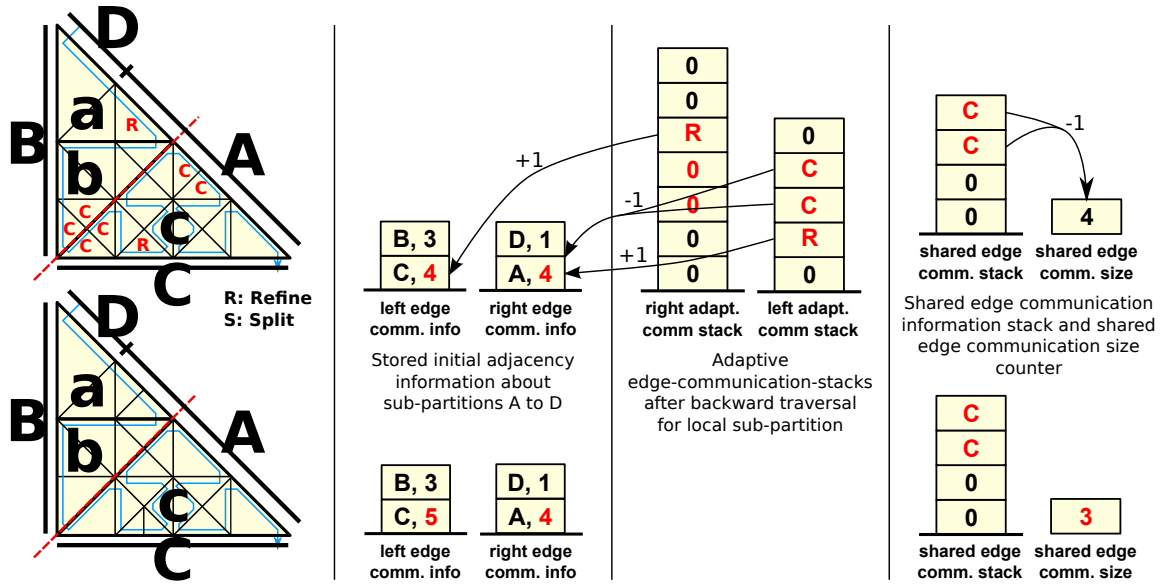 D
a
R
B
A
b
C
C
C
C
C
C
c
R
C
R: Refine
S: Split
D
a
B
A
b
c
C
B, 3
C, 4
left edge
comm. info
D, 1
A, 4
right edge
comm. info
Stored initial adjacency
information about
sub-partitions A to D
B, 3
C, 5
left edge
comm. info
D, 1
A, 4
right edge
comm. info
+1
-1
+1
0
0
R
0
0
0
0
right adapt.
comm stack
0
C
C
R
0
left adapt.
comm stack
Adaptive
edge-communication-stacks
after backward traversal
for local sub-partition
C
C
0
0
shared edge
comm. stack
-1
4
shared edge
comm. size
Shared edge communication
information stack and shared
edge communication size
counter
C
C
0
0
shared edge
comm. stack
3
shared edge
comm. size